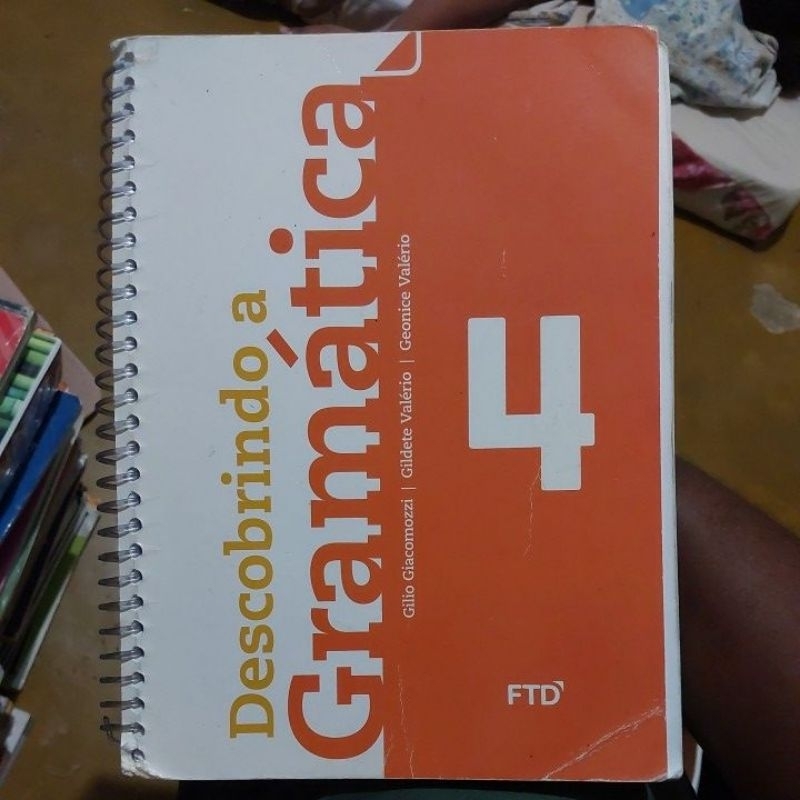 Descobrindo a
Gramática
Gilio Giacomozzi | Gildete Valério | Geonice Valério
4
FTD